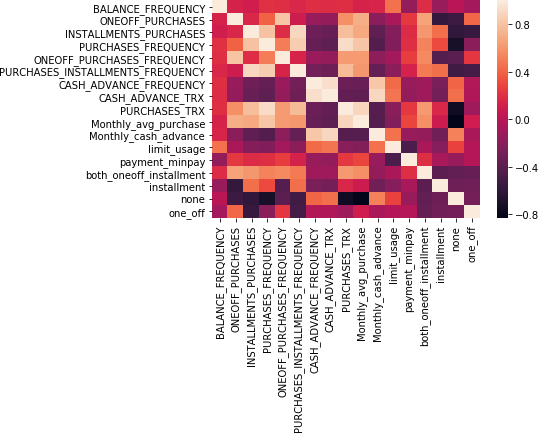 BALANCE_FREQUENCY
ONEOFF_PURCHASES
INSTALLMENTS_PURCHASES
PURCHASES_FREQUENCY
ONEOFF_PURCHASES_FREQUENCY
PURCHASES_INSTALLMENTS_FREQUENCY
CASH_ADVANCE_FREQUENCY
CASH_ADVANCE_TRX
PURCHASES_TRX
Monthly_avg_purchase
Monthly_cash_advance
limit_usage
payment_minpay
both_oneoff_installment
installment
none
one_off
0.8
0.4
0.0
−0.4
−0.8
BALANCE_FREQUENCY
ONEOFF_PURCHASES
INSTALLMENTS_PURCHASES
PURCHASES_FREQUENCY
ONEOFF_PURCHASES_FREQUENCY
PURCHASES_INSTALLMENTS_FREQUENCY
CASH_ADVANCE_FREQUENCY
CASH_ADVANCE_TRX
PURCHASES_TRX
Monthly_avg_purchase
Monthly_cash_advance
limit_usage
payment_minpay
both_oneoff_installment
installment
none
one_off